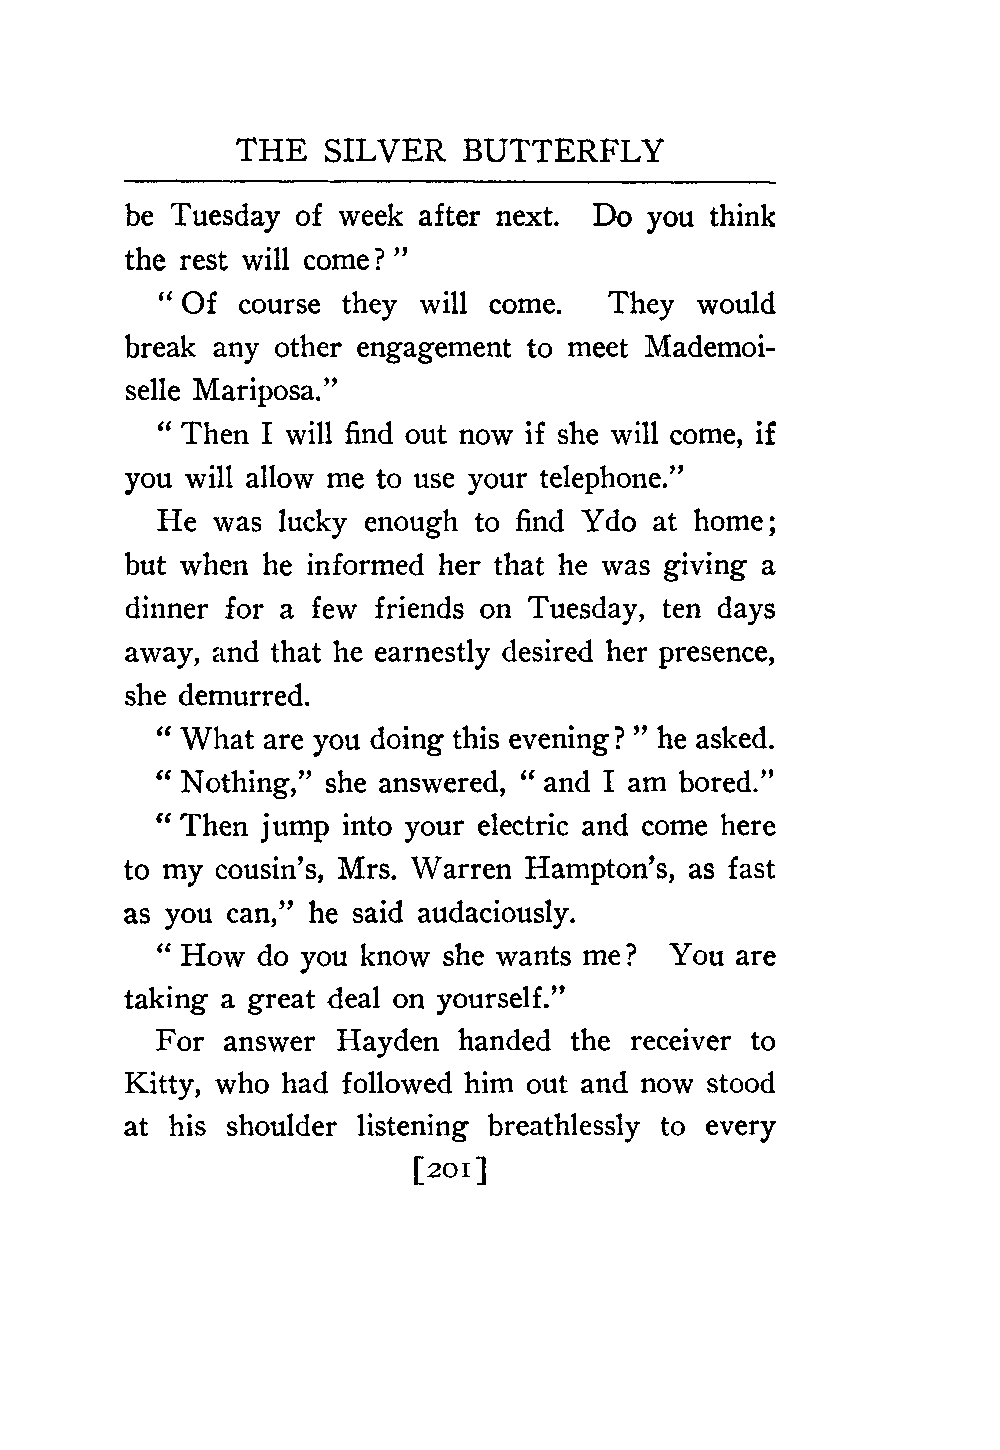 THE SILVER BUTTERFLY
be Tuesday of week after next. Do you think
the rest will come? "
" Of course they will come. They would
break any other engagement to meet Mademoi-
selle Mariposa."
" Then I will find out now if she will come, if
you will allow me to use your telephone."
He was lucky enough to find Ydo at home;
but when he informed her that he was giving a
dinner for a few friends on Tuesday, ten days
away, and that he earnestly desired her presence,
she demurred.
" What are you doing this evening? " he asked.
" Nothing," she answered, " and I am bored."
" Then jump into your electric and come here
to my cousin's, Mrs. Warren Hampton's, as fast
as you can," he said audaciously.
" How do you know she wants me? You are
taking a great deal on yourself."
For answer Hayden handed the receiver to
Kitty, who had followed him out and now stood
at his shoulder listening breathlessly to every
[201]